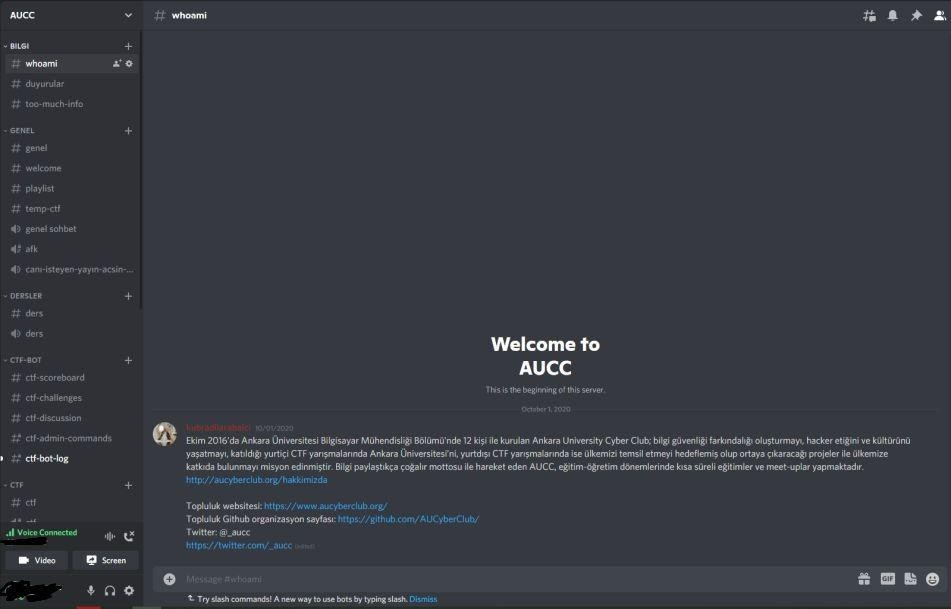 AUCC
# whoami
BILGI
# whoami
# duyurular
# too-much-info
GENEL
# genel
# welcome
# playlist
# temp-ctf
genel sohbet
afk
canı-isteyen-yayın-acsin-...
DERSLER
# ders
ders
CTF-BOT
# ctf-scoreboard
# ctf-challenges
# ctf-discussion
# ctf-admin-commands
# ctf-bot-log
CTF
# ctf
Voice Connected
Video
Screen
Welcome to
AUCC
This is the beginning of this server.
October 1, 2020
kubradilarabalci 10/01/2020
Ekim 2016'da Ankara Üniversitesi Bilgisayar Mühendisliği Bölümü'nde 12 kişi ile kurulan Ankara University Cyber Club; bilgi güvenliği farkındalığı oluşturmayı, hacker etiğini ve kültürünü
yaşatmayı, katıldığı yurtiçi CTF yarışmalarında Ankara Üniversitesi'ni, yurtdışı CTF yarışmalarında ise ülkemizi temsil etmeyi hedeflemiş olup ortaya çıkaracağı projeler ile ülkemize
katkıda bulunmayı misyon edinmiştir. Bilgi paylaştıkça çoğalır mottosu ile hareket eden AUCC, eğitim-öğretim dönemlerinde kısa süreli eğitimler ve meet-uplar yapmaktadır.
http://aucyberclub.org/hakkimizda
Topluluk websitesi: https://www.aucyberclub.org/
Topluluk Github organizasyon sayfası: https://github.com/AUCyberClub/
Twitter: @_aucc
https://twitter.com/_aucc (edited)
Message #whoami
GIF
Try slash commands! A new way to use bots by typing slash. Dismiss